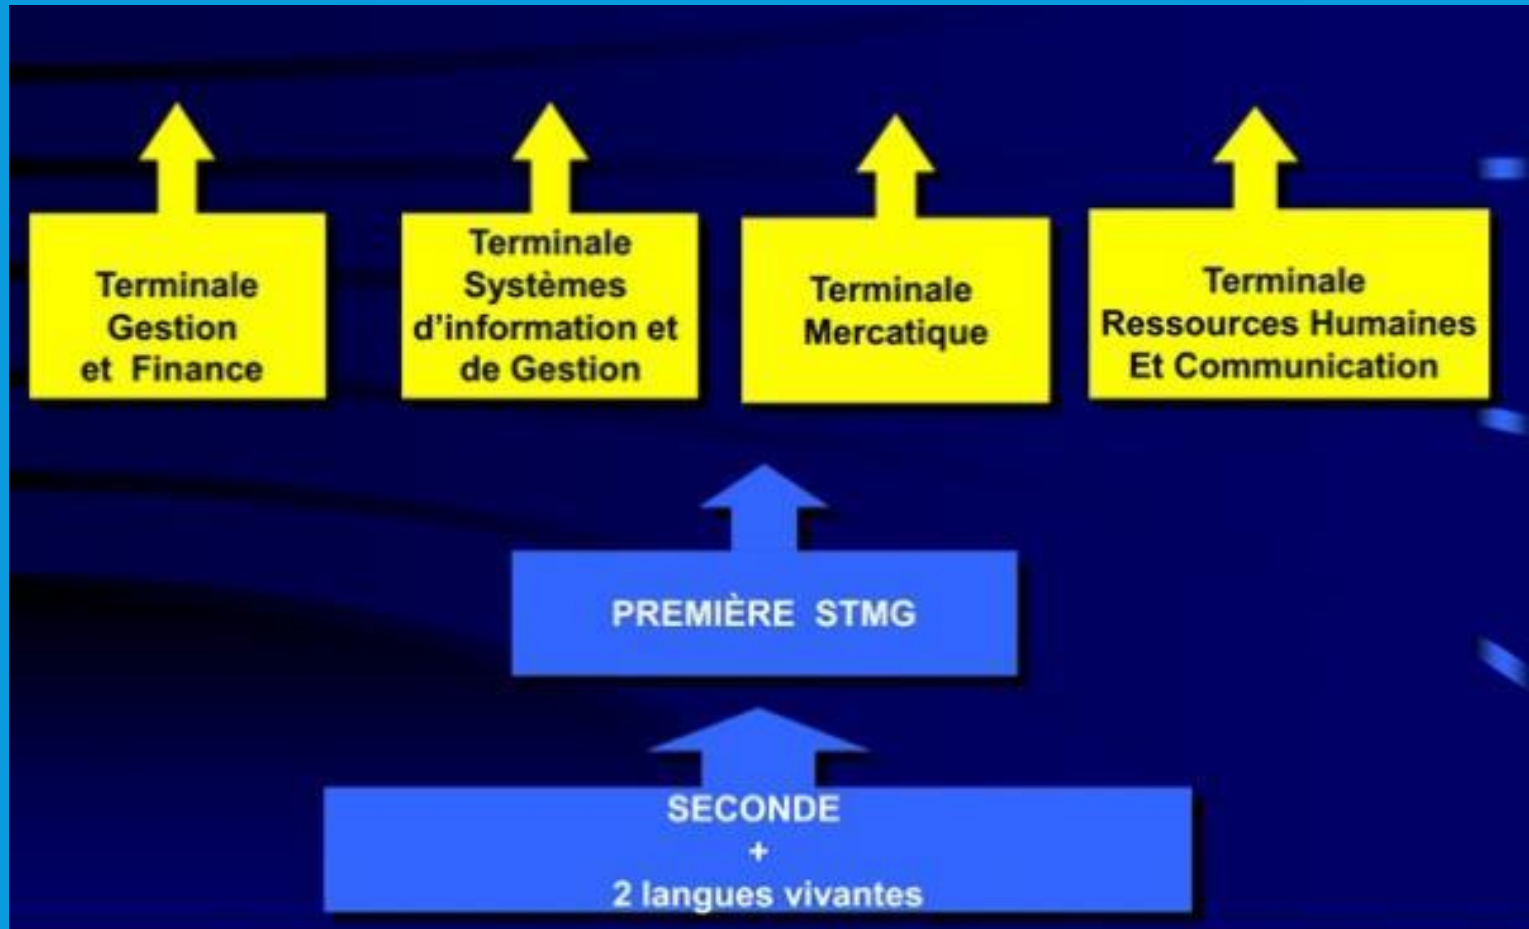 Terminale
Gestion
et Finance
Terminale
Systèmes
d'information et
de Gestion
Terminale
Mercatique
Terminale
Ressources Humaines
Et Communication
PREMIÈRE STMG
SECONDE
+
2 langues vivantes